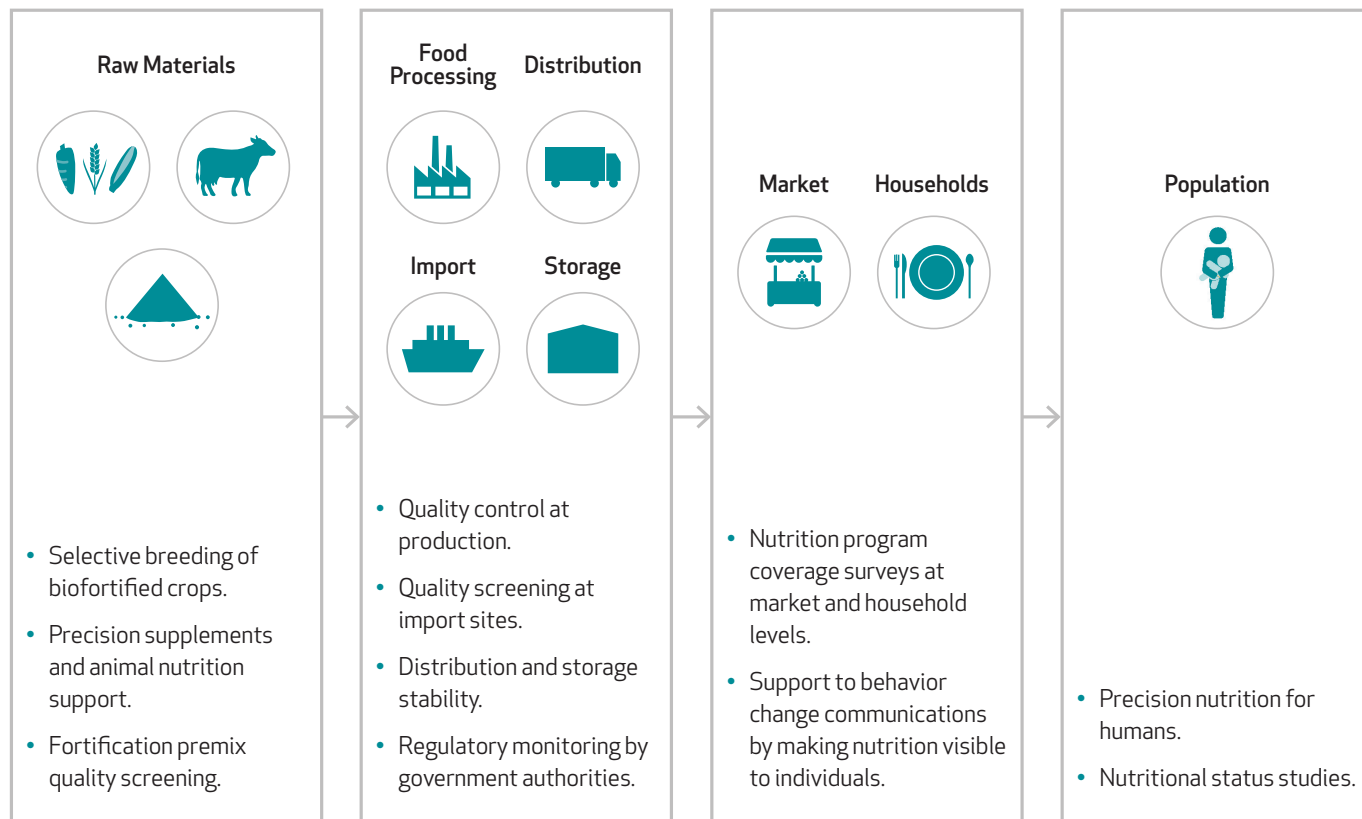 Raw Materials
• Selective breeding of
biofortified crops.
• Precision supplements
and animal nutrition
support.
• Fortification premix
quality screening.
Food
Processing
Distribution
Import
Storage
• Quality control at
production.
• Quality screening at
import sites.
• Distribution and storage
stability.
• Regulatory monitoring by
government authorities.
Market
Households
• Nutrition program
coverage surveys at
market and household
levels.
• Support to behavior
change communications
by making nutrition visible
to individuals.
Population
• Precision nutrition for
humans.
• Nutritional status studies.